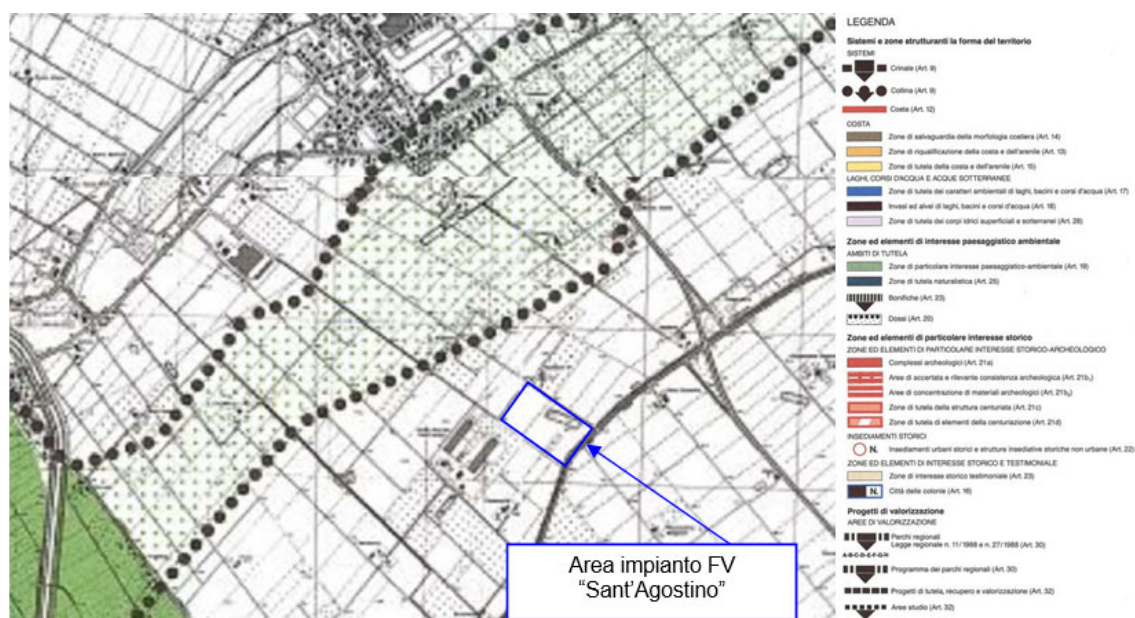 LEGENDA
Sistemi e zone strutturanti la forma del territorio
SISTEMI
Crinale (Art. 9)
Collina (Art. 9)
Costa (Art. 12)
COSTA
Zone di salvaguardia della morfologia costiera (Art. 14)
Zone di riqualificazione della costa e dell'arenile (Art. 13)
Zone di tutela della costa e dell'arenile (Art. 15)
LAGHI, CORSI D'ACQUA E ACQUE SOTTERRANEE
Zone di tutela dei caratteri ambientali di laghi, bacini e corsi d'acqua (Art. 17)
Invasi ed alvei di laghi, bacini e corsi d'acqua (Art. 18)
Zone di tutela dei corpi idrici superficiali e sotterranei (Art. 28)
Zone ed elementi di interesse paesaggistico ambientale
AMBITI DI TUTELA
Zone di particolare interesse paesaggistico-ambientale (Art. 19)
Zone di tutela naturalistica (Art. 25)
Bonifiche (Art. 23)
Dossi (Art. 20)
Zone ed elementi di particolare interesse storico
ZONE ED ELEMENTI DI PARTICOLARE INTERESSE STORICO-ARCHEOLOGICO
Complessi archeologici (Art. 21a)
Aree di accertata e rilevante consistenza archeologica (Art. 21b₁)
Aree di concentrazione di materiali archeologici (Art. 21b₂)
Zone di tutela della struttura centuriata (Art. 21c)
Zone di tutela di elementi della centuriazione (Art. 21d)
INSEDIAMENTI STORICI
N. Insediamenti urbani storici e strutture insediative storiche non urbane (Art. 22)
ZONE ED ELEMENTI DI INTERESSE STORICO E TESTIMONIALE
Zone di interesse storico testimoniale (Art. 23)
N. Città delle colonie (Art. 16)
Progetti di valorizzazione
AREE DI VALORIZZAZIONE
Parchi regionali
Legge regionale n. 11/1988 e n. 27/1988 (Art. 30)
A-B-C-D-E-F-G-H
Programma dei parchi regionali (Art. 30)
Progetti di tutela, recupero e valorizzazione (Art. 32)
Aree studio (Art. 32)
Area impianto FV
“Sant'Agostino”